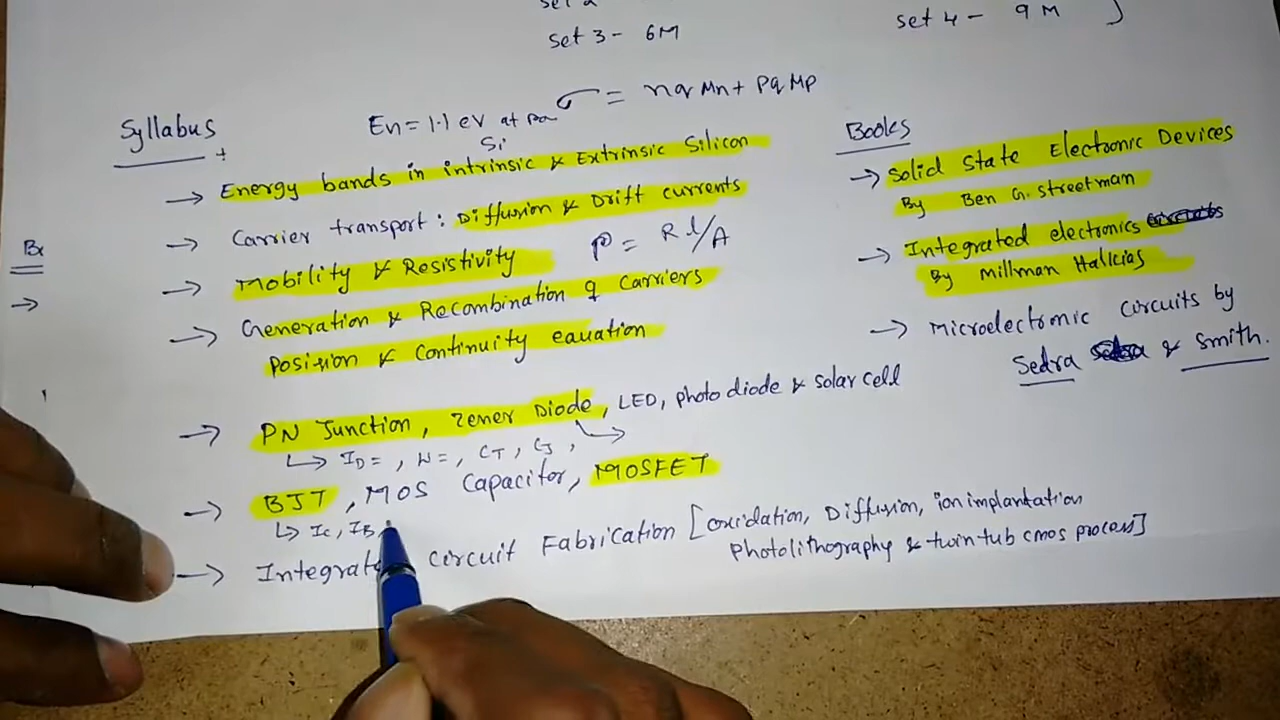 set 3 - 6M
set 4 - 9 M
Syllabus
En = 1.1 ev at
σ = nqμn + pqμp
Si
→ Energy bands in intrinsic & Extrinsic Silicon
→ Carrier transport : Diffusion & Drift currents
→ Mobility & Resistivity
ρ = Rl/A
→ Generation & Recombination of Carriers
Poission & Continuity equation
→ PN Junction, Zener Diode, LED, photo diode & solar cell
↳ ID = , W = , CT, CJ,
→ BJT, MOS Capacitor, MOSFET
↳ IC, IB,
→ Integrate circuit Fabrication [oxidation, Diffusion, ion implantation
photolithography & twin tub cmos process]
Books
→ Solid State Electronic Devices
By Ben G. streetman
→ Integrated electronics
By Millman Halkias
→ Microelectronic circuits by
Sedra & Smith.